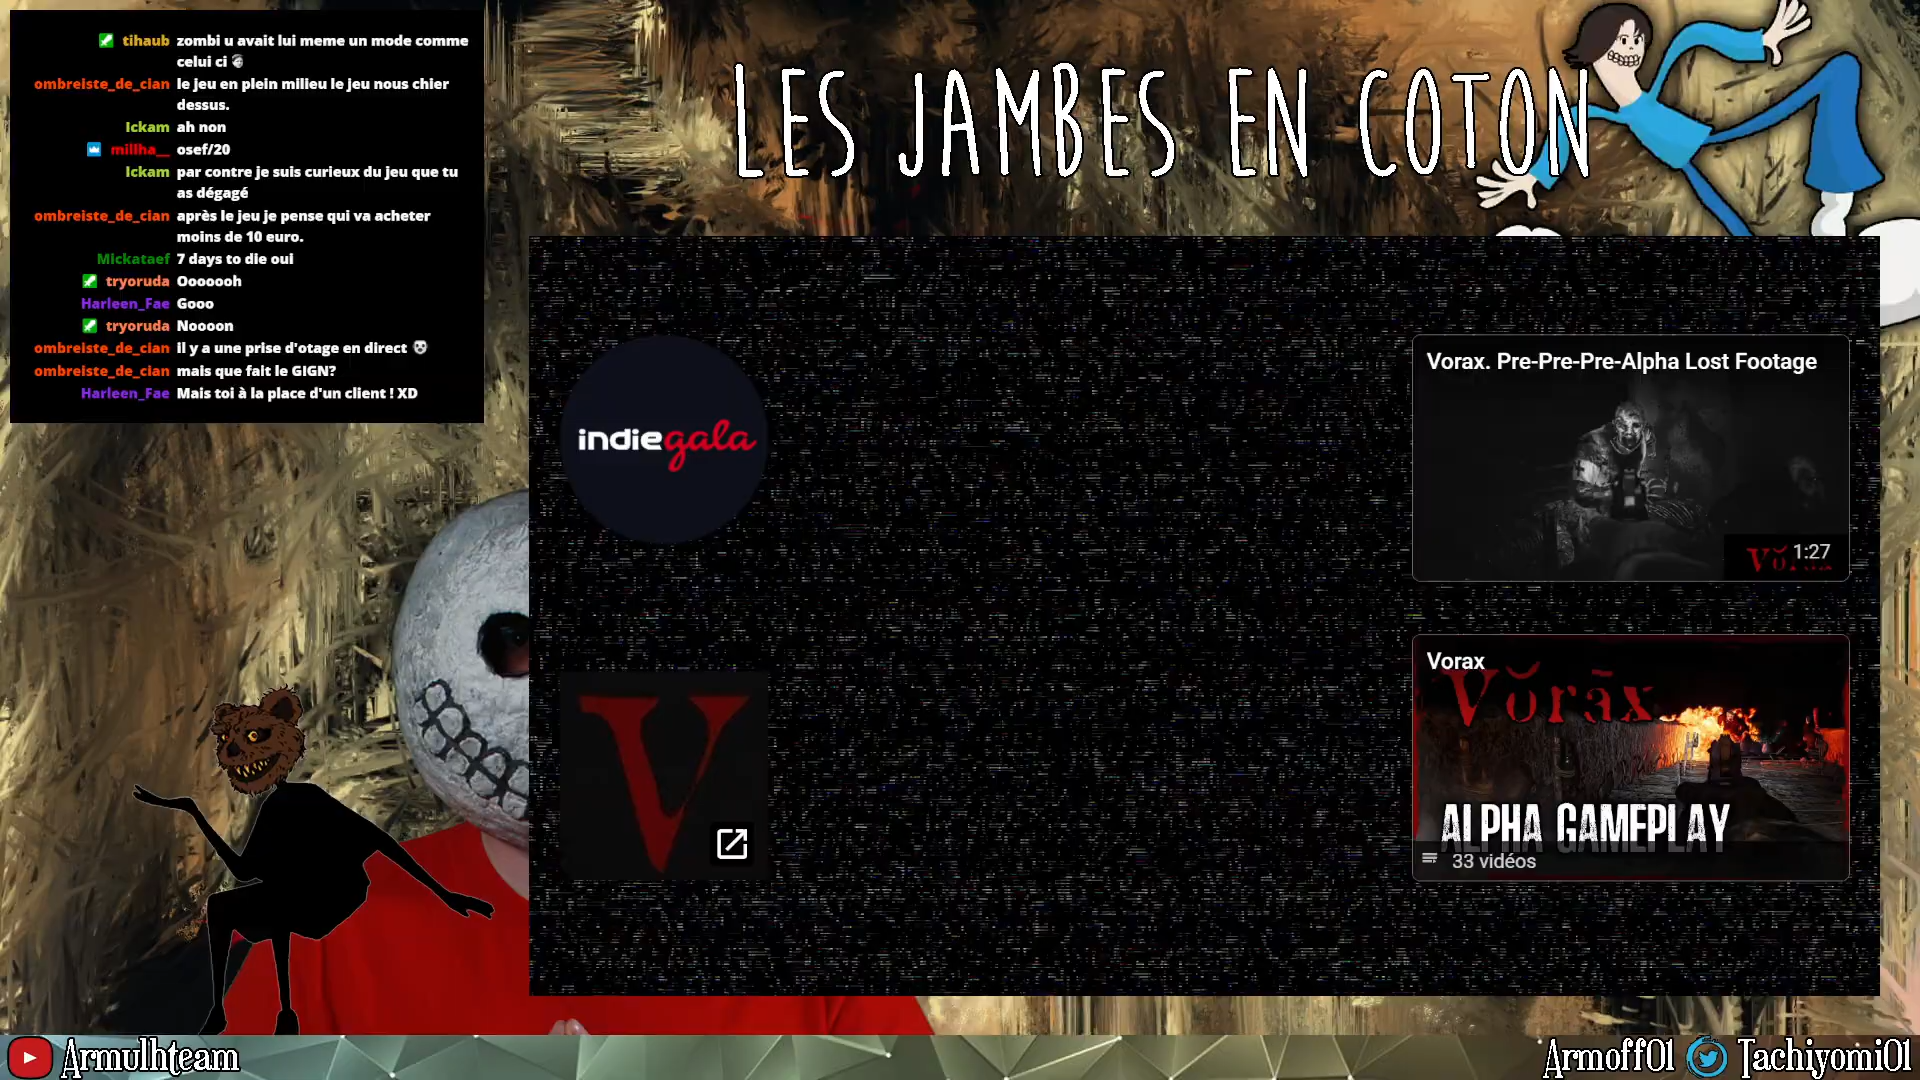 tihaub zombi u avait lui meme un mode comme
celui ci
ombreiste_de_cian le jeu en plein milieu le jeu nous chier
dessus.
Ickam ah non
millha__ osef/20
Ickam par contre je suis curieux du jeu que tu
as dégagé
ombreiste_de_cian après le jeu je pense qui va acheter
moins de 10 euro.
Mickataef 7 days to die oui
tryoruda Ooooooh
Harleen_Fae Gooo
tryoruda Noooon
ombreiste_de_cian il y a une prise d'otage en direct
ombreiste_de_cian mais que fait le GIGN?
Harleen_Fae Mais toi à la place d'un client ! XD
LES JAMBES EN COTON
indiegala
Vorax. Pre-Pre-Pre-Alpha Lost Footage
1:27
V
Vorax
Vŏrāx
ALPHA GAMEPLAY
33 vidéos
Armulhteam
Armoff01
Tachiyomi01